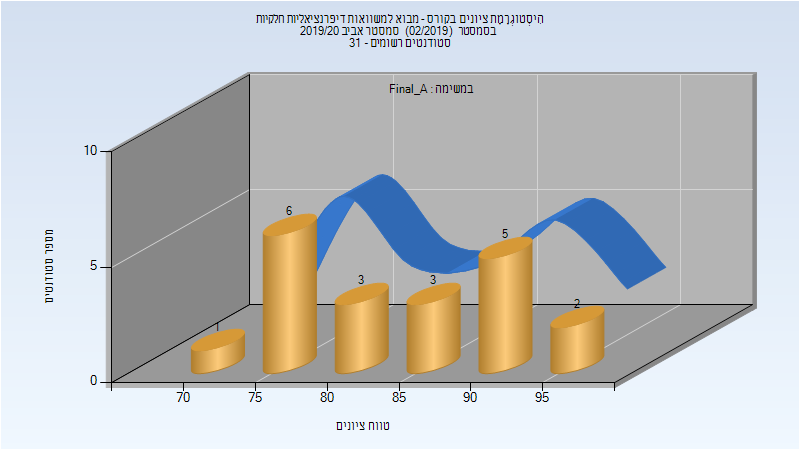 היסטוגרמת ציונים בקורס - מבוא למשוואות דיפרנציאליות חלקיות
בסמסטר (02/2019) סמסטר אביב 2019/20
סטודנטים רשומים - 31
במשימה : Final_A
מספר סטודנטים
10
5
0
1
6
3
3
5
2
70 75 80 85 90 95
טווח ציונים